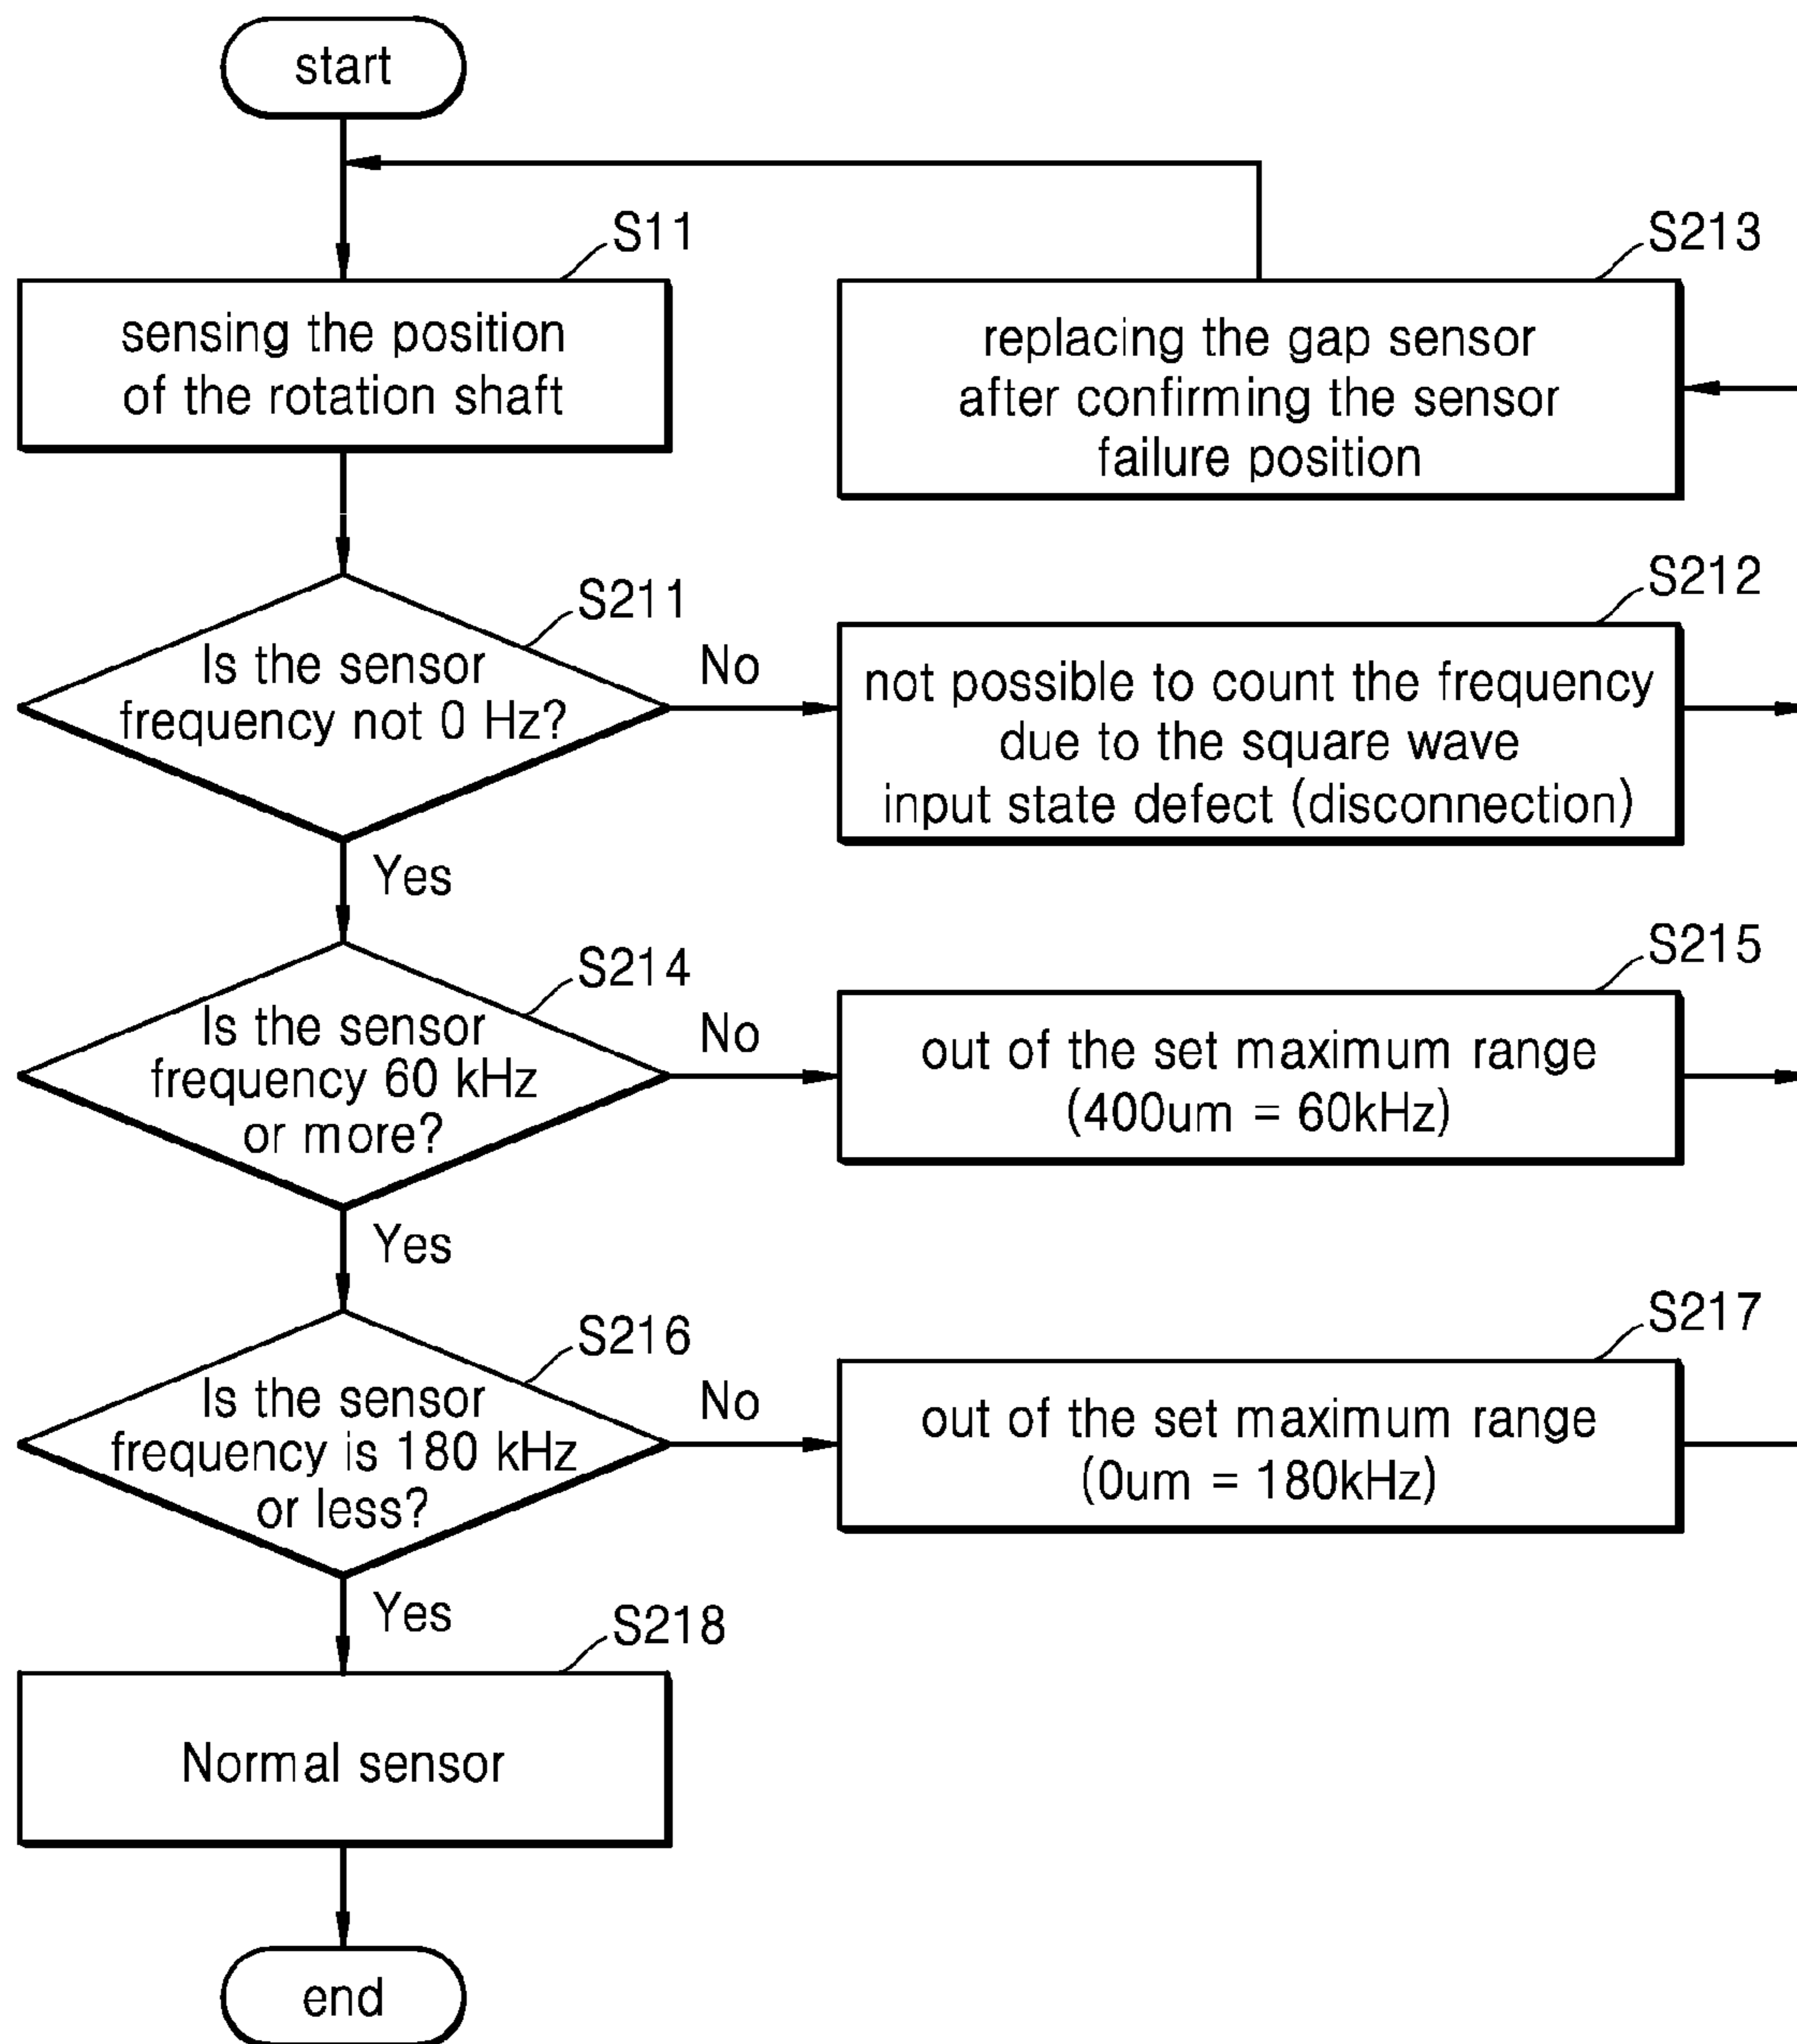 start
S11
sensing the position
of the rotation shaft
S213
replacing the gap sensor
after confirming the sensor
failure position
S211
Is the sensor
frequency not 0 Hz?
No
S212
not possible to count the frequency
due to the square wave
input state defect (disconnection)
Yes
S214
Is the sensor
frequency 60 kHz
or more?
No
S215
out of the set maximum range
(400um = 60kHz)
Yes
S216
Is the sensor
frequency is 180 kHz
or less?
No
S217
out of the set maximum range
(0um = 180kHz)
Yes
S218
Normal sensor
end